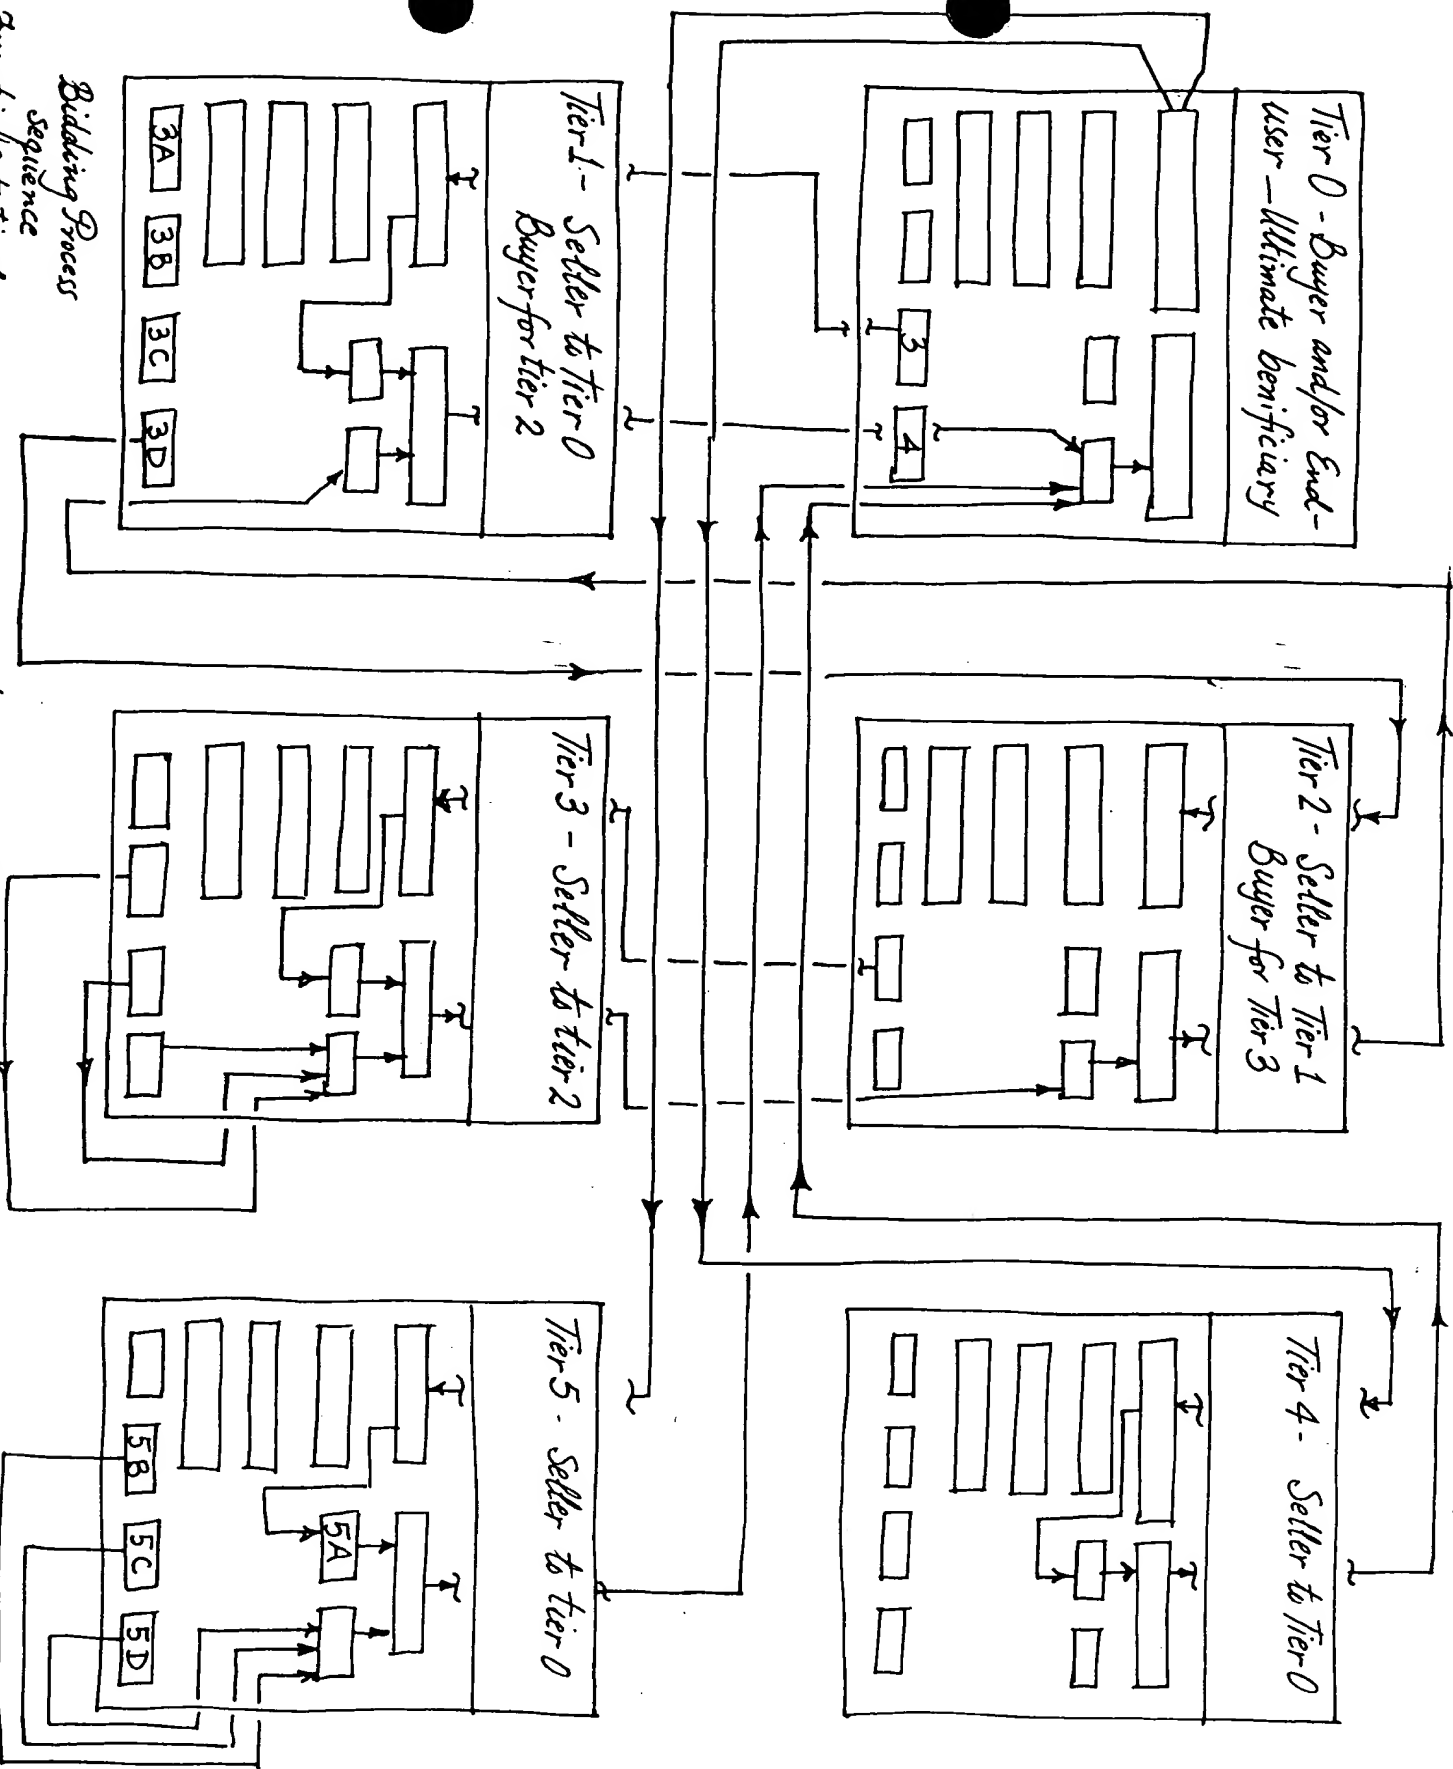 Tier 0 - Buyer and/or End-
user - Ultimate benificiary
3
4
Tier 2 - Seller to Tier 1
Buyer for Tier 3
Tier 4 - Seller to Tier 0
Tier 1 - Seller to Tier 0
Buyer for tier 2
3A
3B
3C
3D
Tier 3 - Seller to tier 2
Tier 5 - Seller to tier 0
5A
5B
5C
5D
Bidding Process
sequence